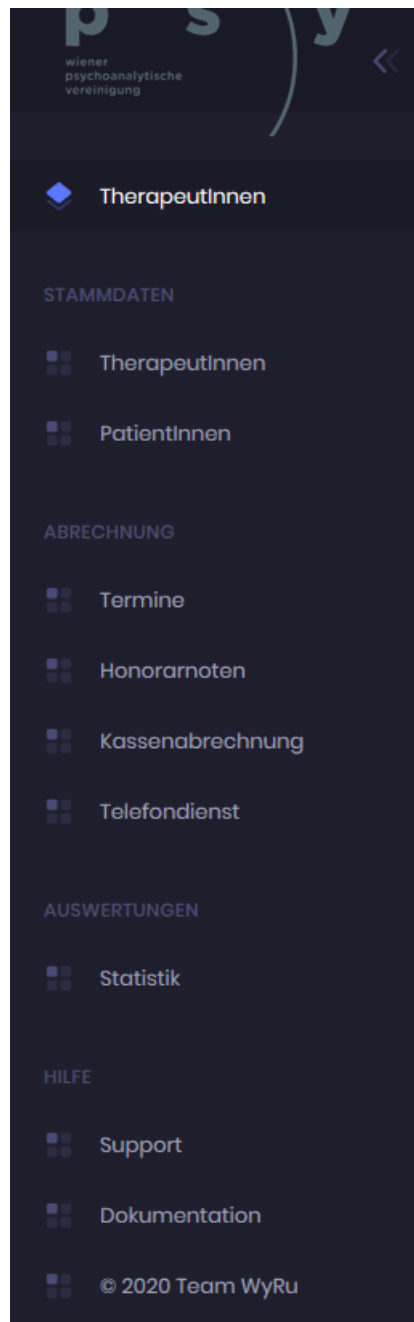 p s y
wiener
psychoanalytische
vereinigung
TherapeutInnen
STAMMDATEN
TherapeutInnen
PatientInnen
ABRECHNUNG
Termine
Honorarnoten
Kassenabrechnung
Telefondienst
AUSWERTUNGEN
Statistik
HILFE
Support
Dokumentation
© 2020 Team WyRu